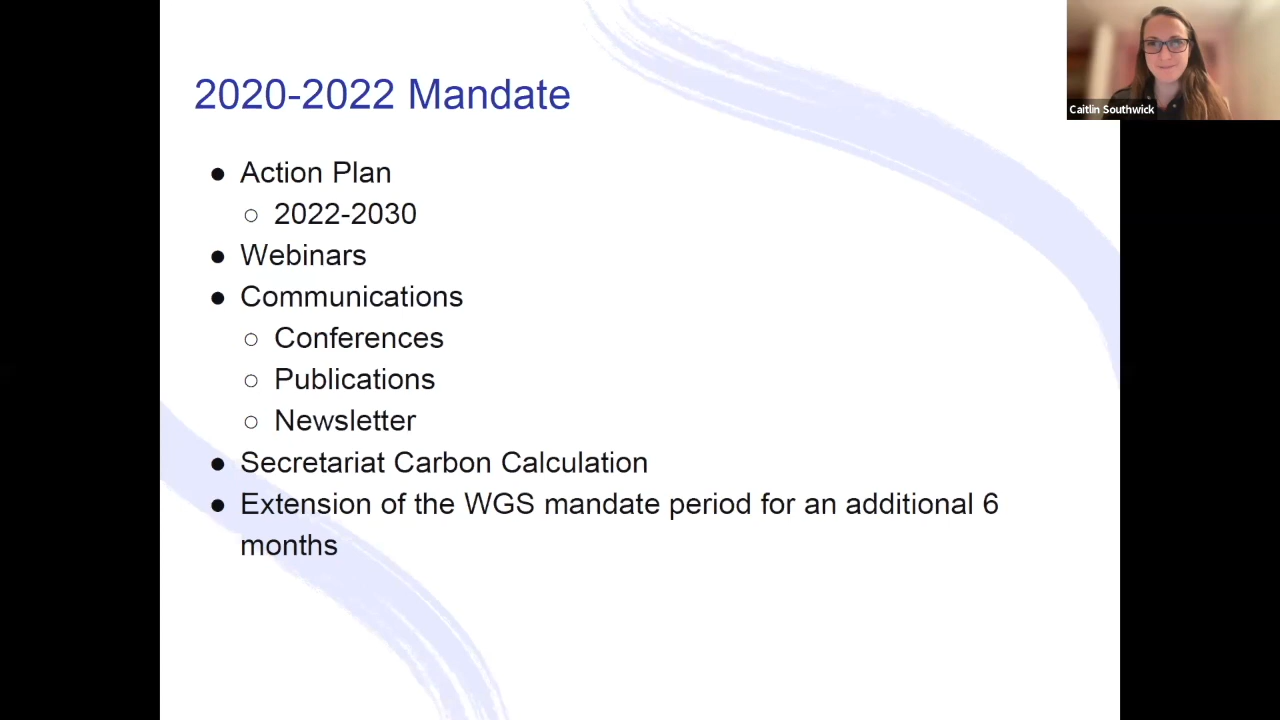 2020-2022 Mandate
● Action Plan
○ 2022-2030
● Webinars
● Communications
○ Conferences
○ Publications
○ Newsletter
● Secretariat Carbon Calculation
● Extension of the WGS mandate period for an additional 6
months
Caitlin Southwick